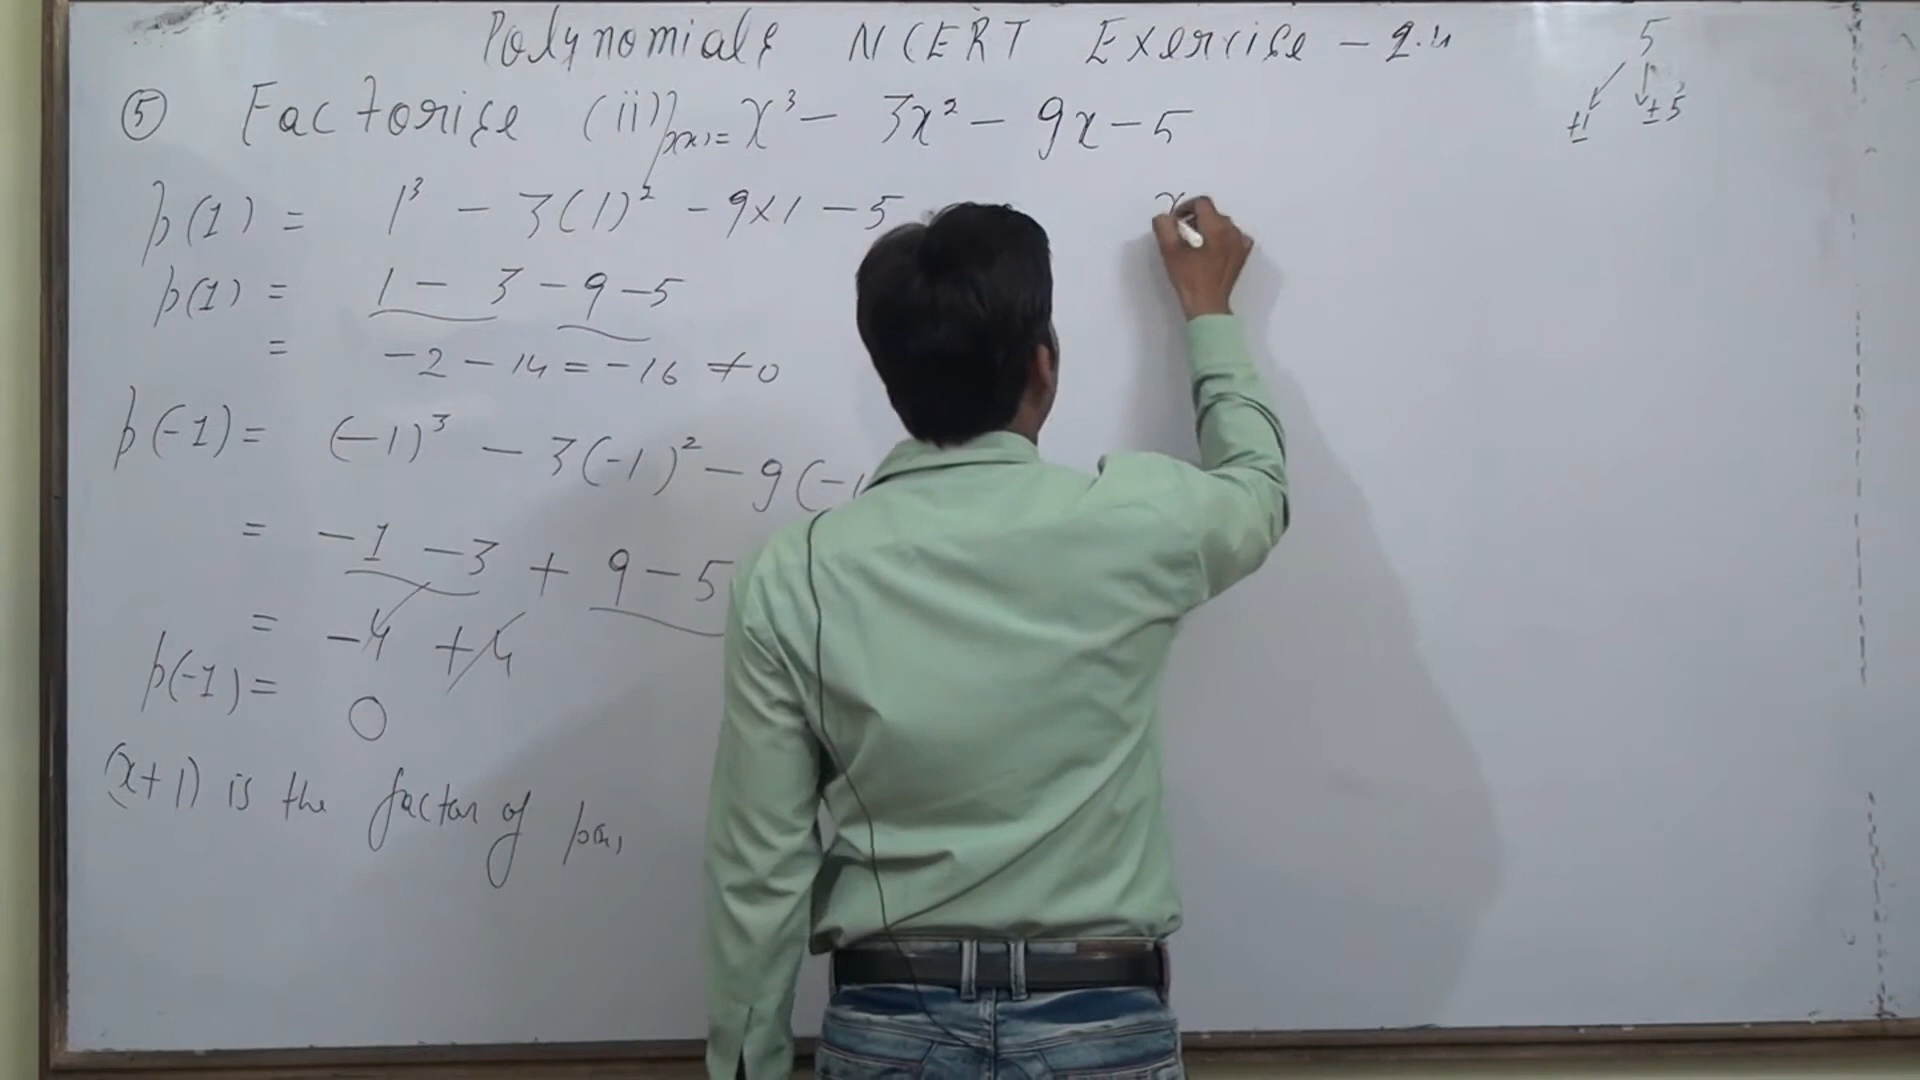 Polynomials NCERT Exercise - 2.4
5
±1 ±5
⑤ Factorise (ii) p(x) = x³ - 3x² - 9x - 5
p(1) = 1³ - 3(1)² - 9×1 - 5
x
p(1) = 1 - 3 - 9 - 5
= -2 - 14 = -16 ≠ 0
p(-1) = (-1)³ - 3(-1)² - 9(-1
= -1 - 3 + 9 - 5
= -4 + 4
p(-1) = 0
(x+1) is the factor of p(x)